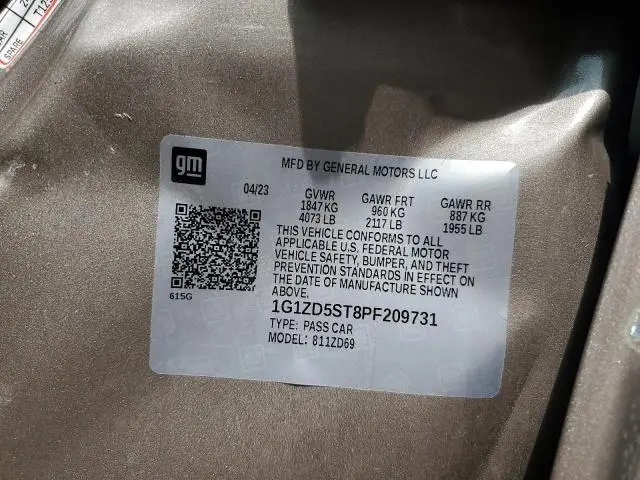 SPARE
T125
gm
MFD BY GENERAL MOTORS LLC
04/23
GVWR GAWR FRT GAWR RR
1847 KG 960 KG 887 KG
4073 LB 2117 LB 1955 LB
THIS VEHICLE CONFORMS TO ALL
APPLICABLE U.S. FEDERAL MOTOR
VEHICLE SAFETY, BUMPER, AND THEFT
PREVENTION STANDARDS IN EFFECT ON
THE DATE OF MANUFACTURE SHOWN
ABOVE.
615G
1G1ZD5ST8PF209731
TYPE: PASS CAR
MODEL: 811ZD69